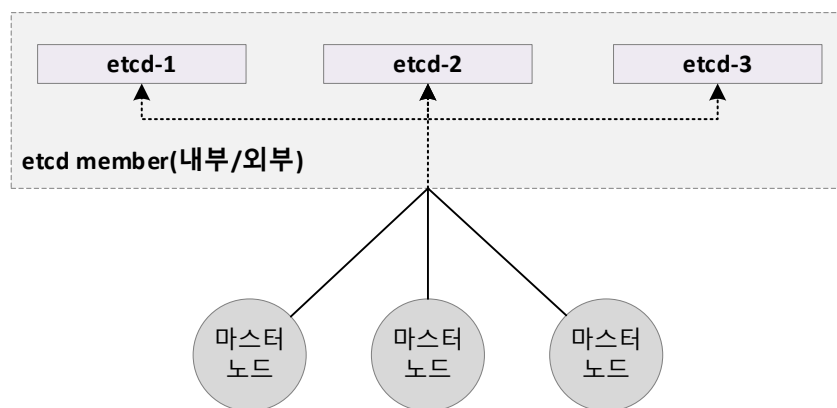 etcd-1
etcd-2
etcd-3
etcd member(내부/외부)
마스터
노드
마스터
노드
마스터
노드